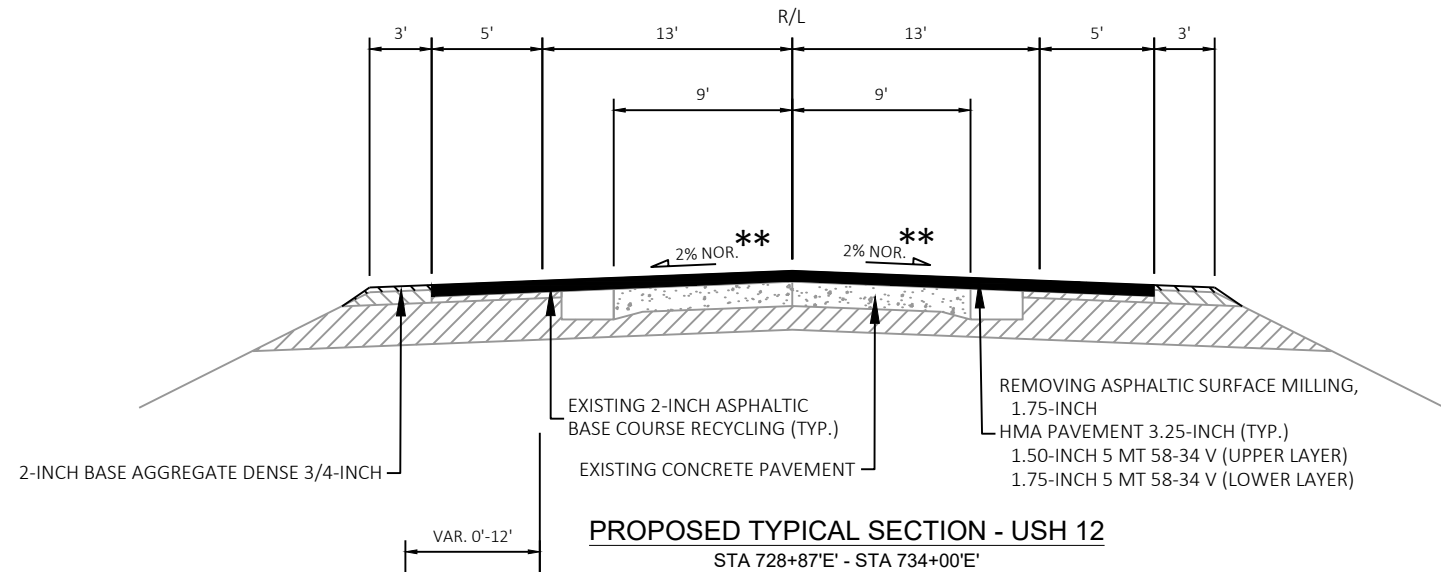 R/L
3' 5' 13' 13' 5' 3'
9' 9'
2% NOR. ** 2% NOR. **
REMOVING ASPHALTIC SURFACE MILLING,
1.75-INCH
HMA PAVEMENT 3.25-INCH (TYP.)
1.50-INCH 5 MT 58-34 V (UPPER LAYER)
1.75-INCH 5 MT 58-34 V (LOWER LAYER)
EXISTING 2-INCH ASPHALTIC
BASE COURSE RECYCLING (TYP.)
EXISTING CONCRETE PAVEMENT
2-INCH BASE AGGREGATE DENSE 3/4-INCH
VAR. 0'-12'
PROPOSED TYPICAL SECTION - USH 12
STA 728+87'E' - STA 734+00'E'